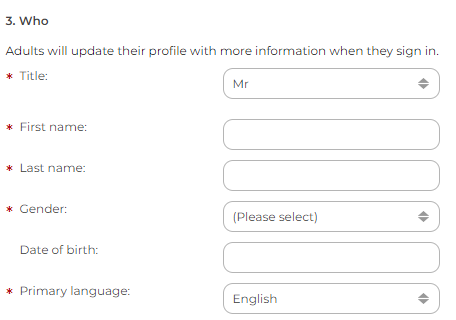 3. Who
Adults will update their profile with more information when they sign in.
* Title:
Mr
* First name:
* Last name:
* Gender:
(Please select)
Date of birth:
* Primary language:
English